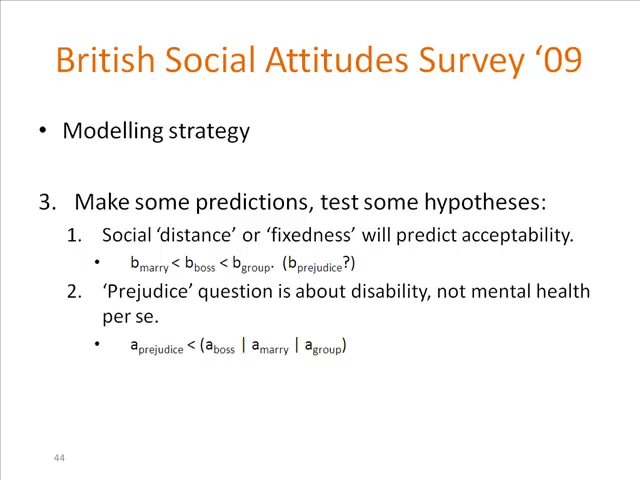 British Social Attitudes Survey ‘09
• Modelling strategy
3. Make some predictions, test some hypotheses:
1. Social ‘distance’ or ‘fixedness’ will predict acceptability.
• bmarry < bboss < bgroup. (bprejudice?)
2. ‘Prejudice’ question is about disability, not mental health
per se.
• aprejudice < (aboss | amarry | agroup)
44